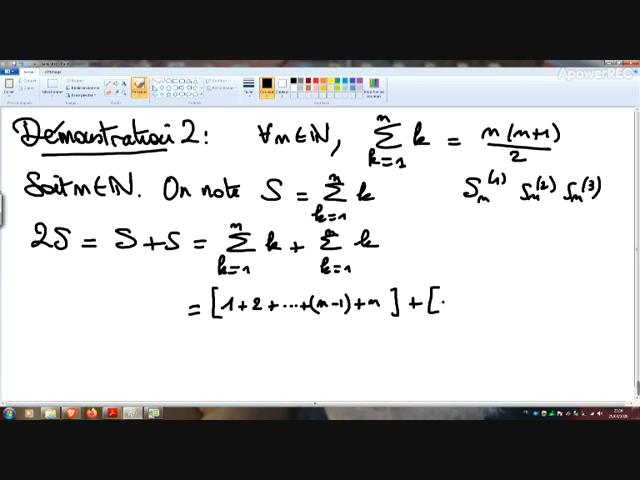 ApowerREC
Démonstration 2: ∀n∈ℕ, ∑_{k=1}^{n} k = n(n+1)/2
Soit n∈ℕ. On note S = ∑_{k=1}^{n} k S_n^{(1)} S_n^{(2)} S_n^{(3)}
2S = S+S = ∑_{k=1}^{n} k + ∑_{k=1}^{n} k
= [1+2+...+(n-1)+n] + [